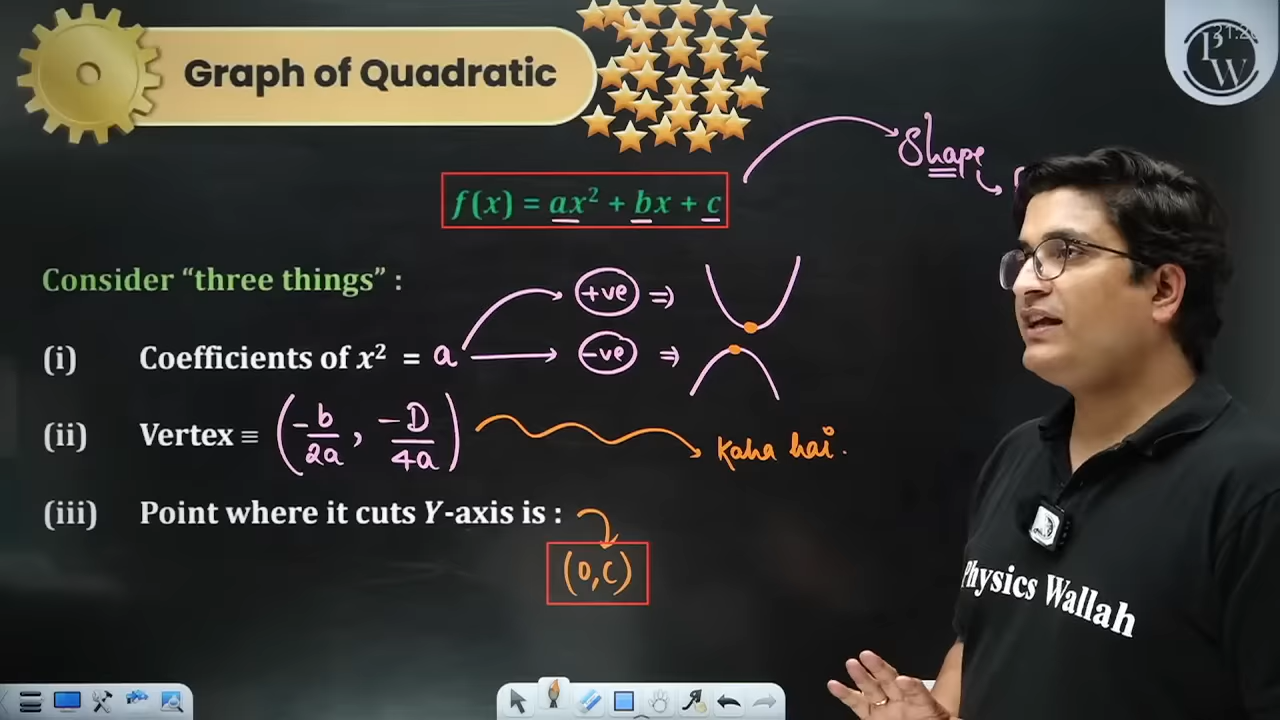 Graph of Quadratic
PW
Shape
f(x) = ax² + bx + c
Consider “three things” :
+ve ⇒
(i) Coefficients of x² = a
-ve ⇒
(ii) Vertex ≡ (-b/2a, -D/4a)
Kaha hai.
(iii) Point where it cuts Y-axis is :
(0,C)
Physics Wallah